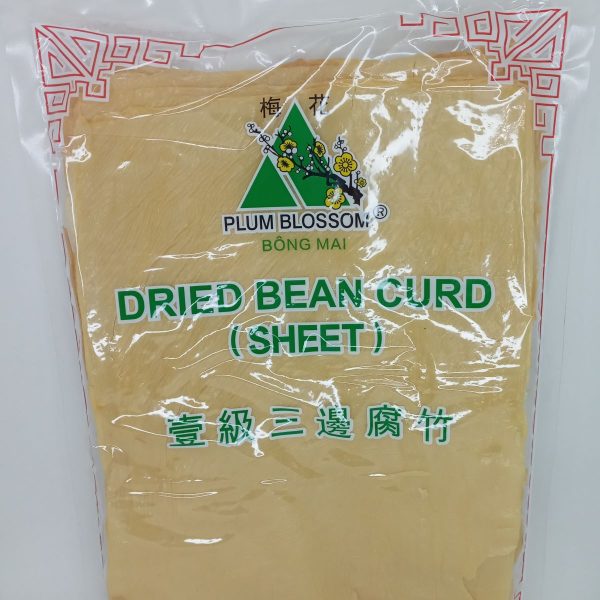 梅花
PLUM BLOSSOM®
BÔNG MAI
DRIED BEAN CURD
(SHEET)
壹級三邊腐竹